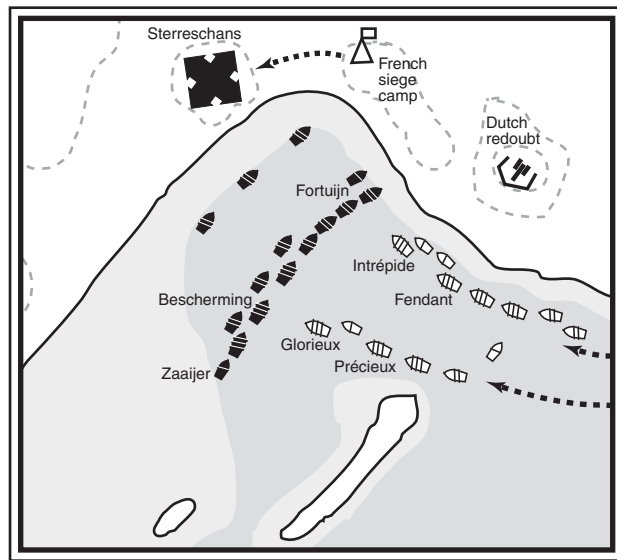 Sterreschans
French
siege
camp
Dutch
redoubt
Fortuijn
Intrépide
Bescherming
Fendant
Glorieux
Précieux
Zaaijer